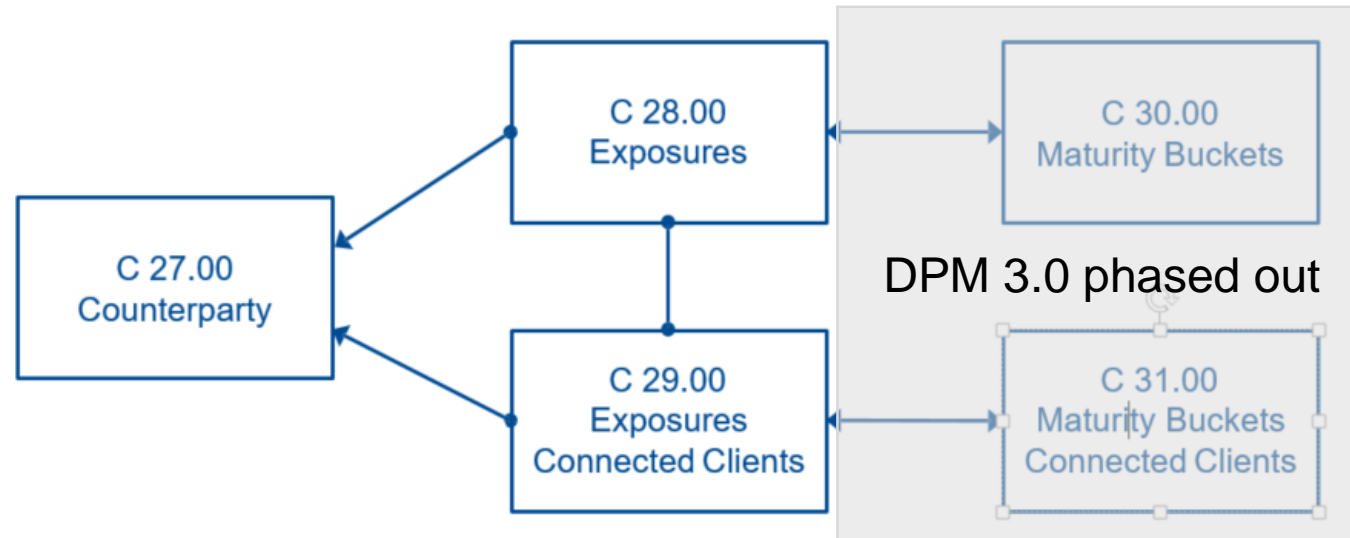 C 28.00
Exposures
C 30.00
Maturity Buckets
C 27.00
Counterparty
DPM 3.0 phased out
C 29.00
Exposures
Connected Clients
C 31.00
Maturity Buckets
Connected Clients